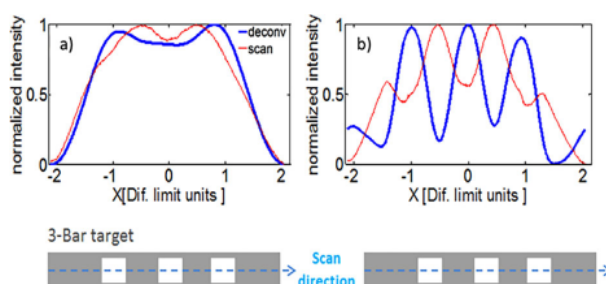 a)
deconv
scan
normalized intensity
1
0.5
0
-2 -1 0 1 2
X[Dif. limit units ]
b)
normalized intensity
1
0.5
0
-2 -1 0 1 2
X [Dif. limit units ]
3-Bar target
Scan
direction